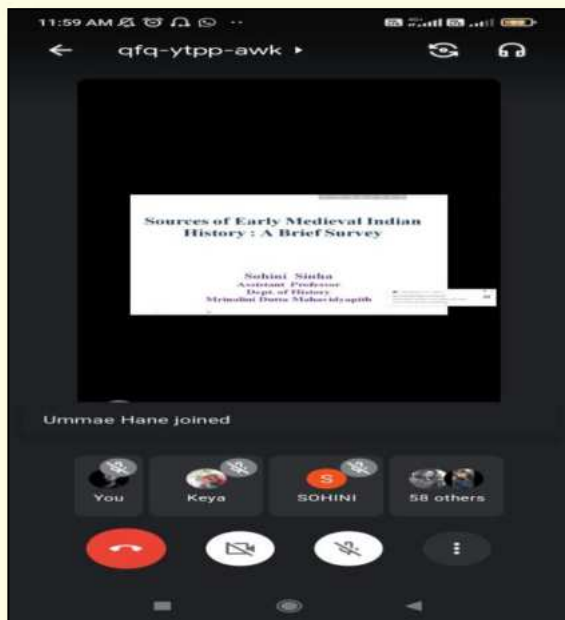 11:59 AM
qfq-ytpp-awk
Sources of Early Medieval Indian
History : A Brief Survey
Sohini Sinha
Assistant Professor
Dept. of History
Mrinalini Dutta Mahavidyapith
Ummae Hane joined
S
You
Keya
SOHINI
58 others